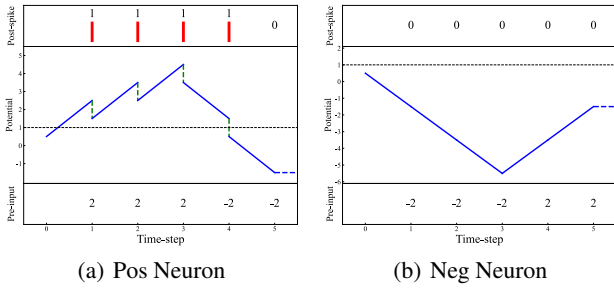 Post-spike
1 1 1 1 0
Potential
5
4
3
2
1
0
-1
Pre-input
2 2 2 -2 -2
0 1 2 3 4 5
Time-step
(a) Pos Neuron
Post-spike
0 0 0 0 0
Potential
2
1
0
-1
-2
-3
-4
-5
-6
Pre-input
-2 -2 -2 2 2
0 1 2 3 4 5
Time-step
(b) Neg Neuron